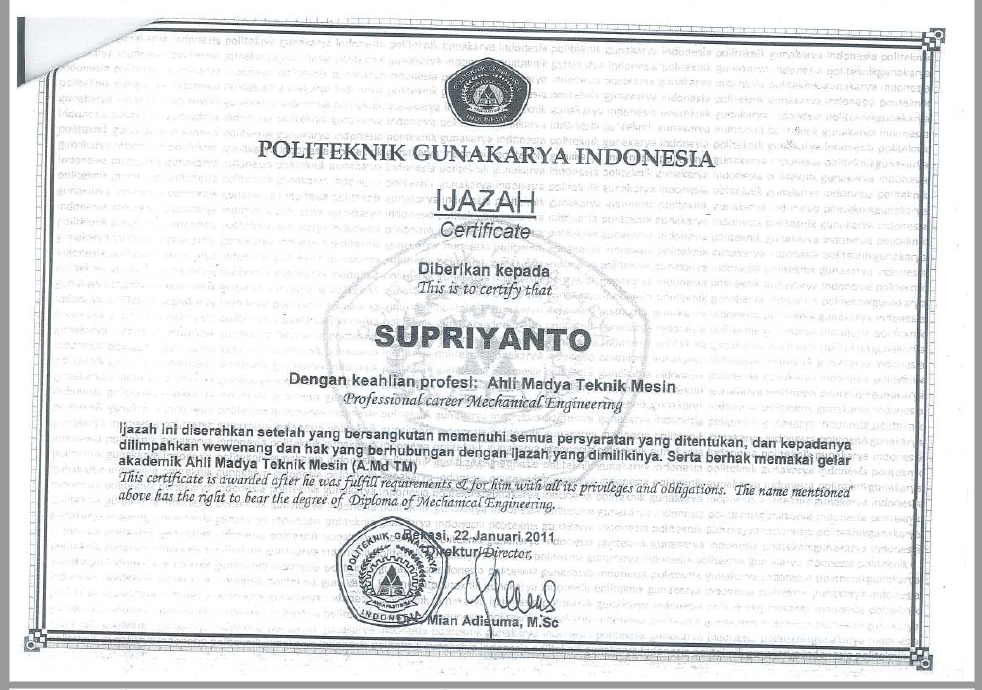 POLITEKNIK GUNAKARYA INDONESIA
IJAZAH
Certificate
Diberikan kepada
This is to certify that
SUPRIYANTO
Dengan keahlian profesi: Ahli Madya Teknik Mesin
Professional career Mechanical Engineering
Ijazah ini diserahkan setelah yang bersangkutan memenuhi semua persyaratan yang ditentukan, dan kepadanya
dilimpahkan wewenang dan hak yang berhubungan dengan ijazah yang dimilikinya. Serta berhak memakai gelar
akademik Ahli Madya Teknik Mesin (A.Md TM)
This certificate is awarded after he was fulfill requirements & for him with all its privileges and obligations. The name mentioned
above has the right to bear the degree of Diploma of Mechanical Engineering.
Bekasi, 22 Januari 2011
Direktur/Director,
POLITEKNIK GUNAKARYA
INDONESIA
Mian Adisuma, M.Sc